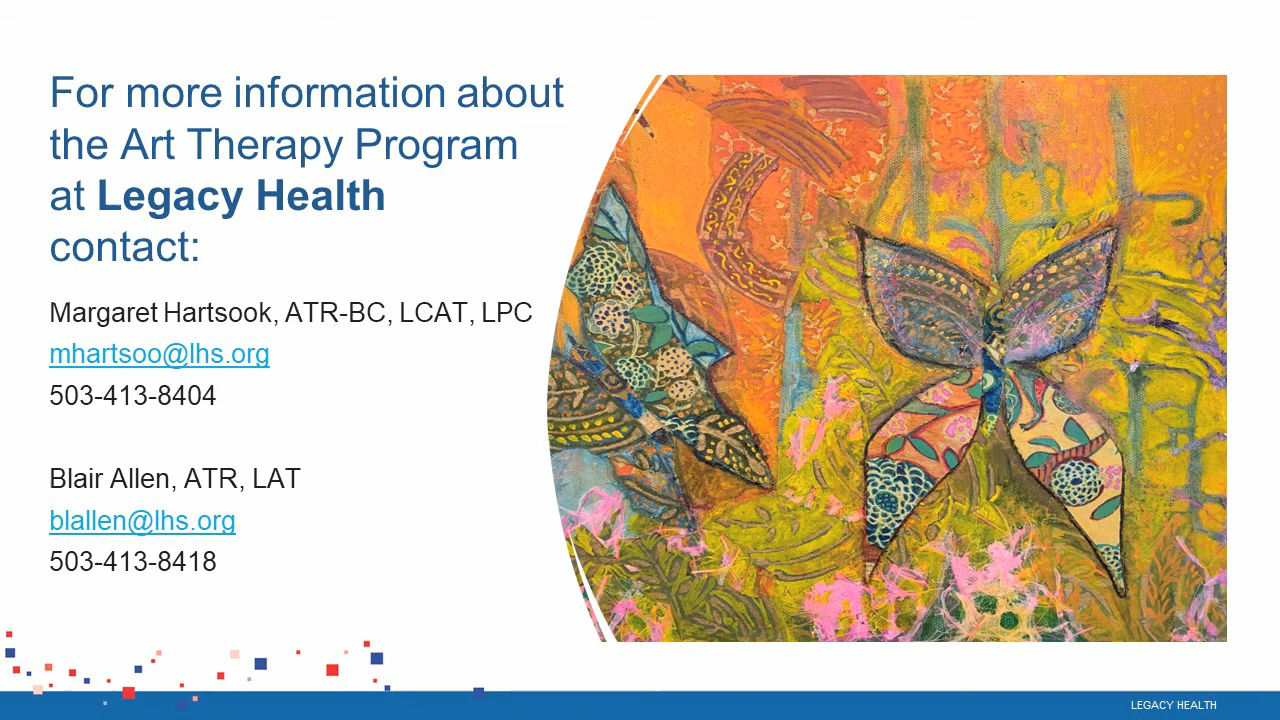 For more information about
the Art Therapy Program
at Legacy Health
contact:
Margaret Hartsook, ATR-BC, LCAT, LPC
mhartsoo@lhs.org
503-413-8404
Blair Allen, ATR, LAT
blallen@lhs.org
503-413-8418
LEGACY HEALTH